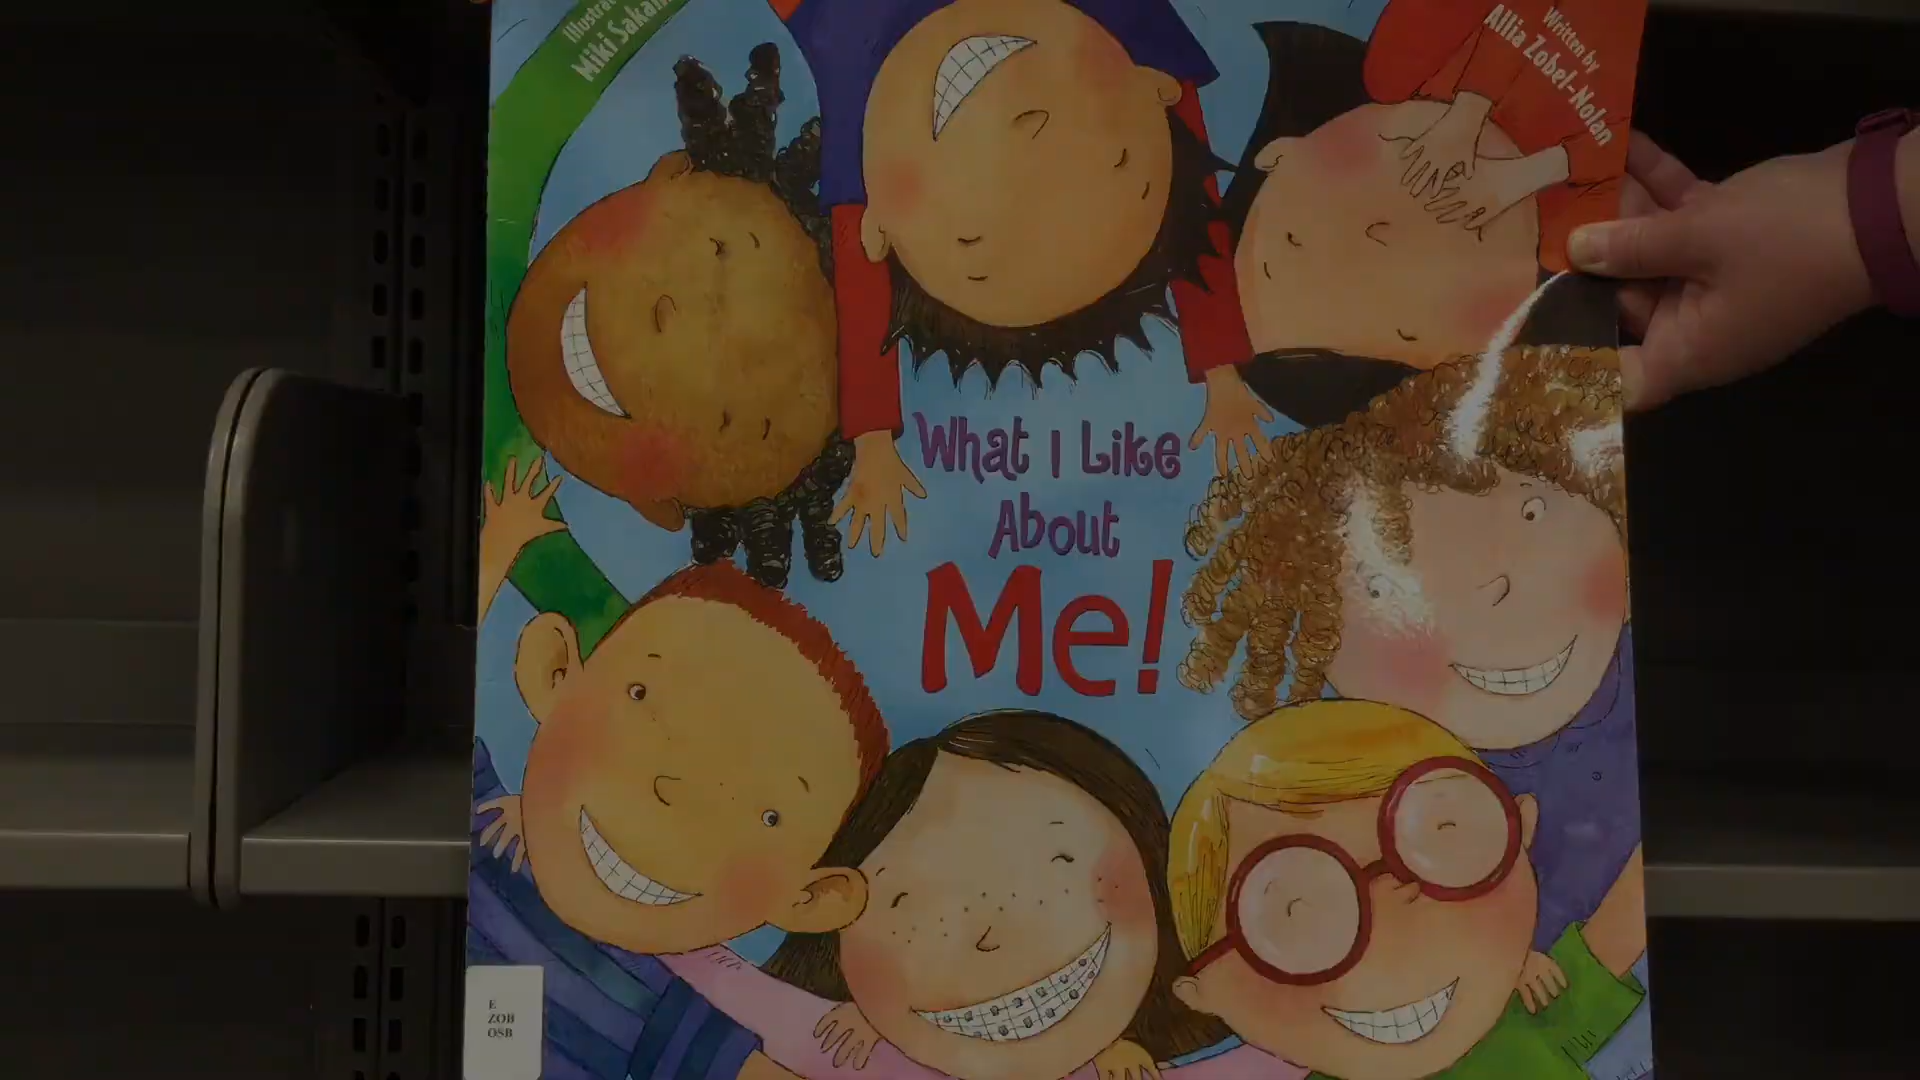 Miki Sakam
Written by
Allia Zobel-Nolan
What I Like
About
Me!
E
ZOB
OSB